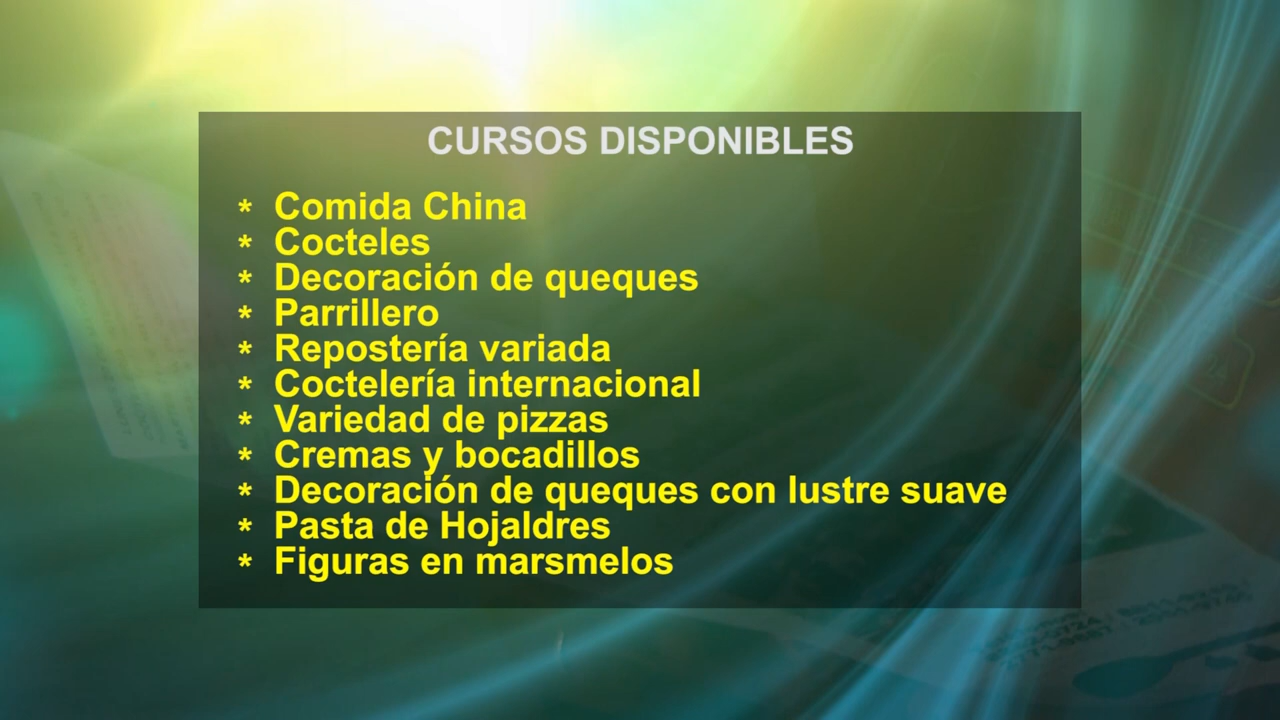 CURSOS DISPONIBLES
* Comida China
* Cocteles
* Decoración de queques
* Parrillero
* Repostería variada
* Coctelería internacional
* Variedad de pizzas
* Cremas y bocadillos
* Decoración de queques con lustre suave
* Pasta de Hojaldres
* Figuras en marsmelos